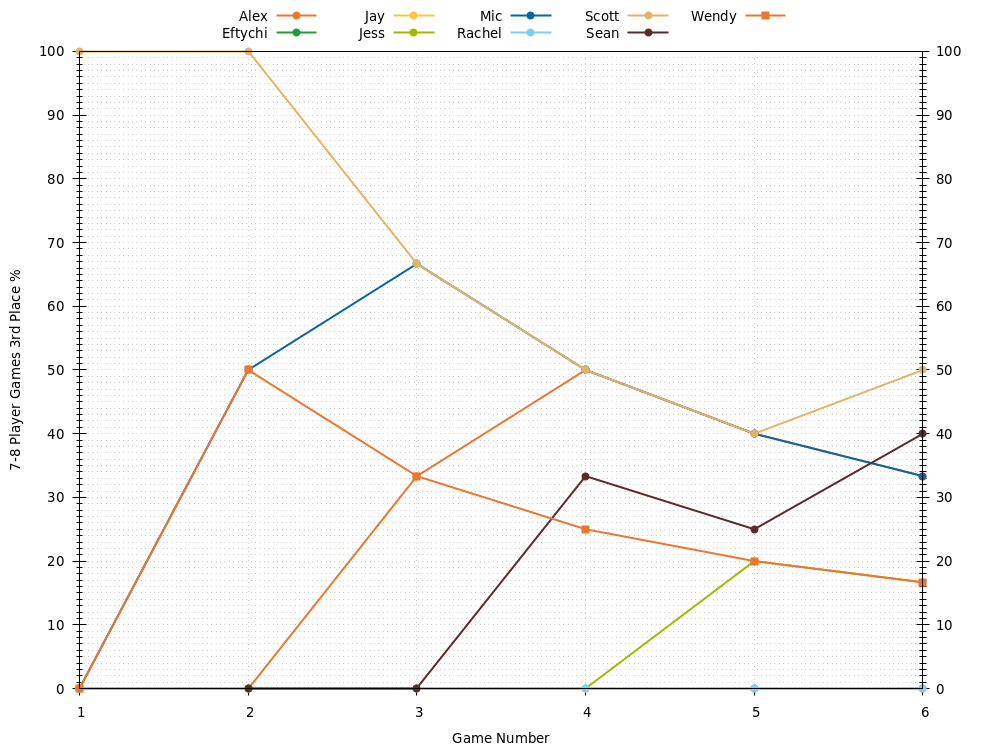 Alex Jay Mic Scott Wendy
Eftychi Jess Rachel Sean
100 100
90 90
80 80
70 70
60 60
50 50
40 40
30 30
20 20
10 10
0 0
1 2 3 4 5 6
7-8 Player Games 3rd Place %
Game Number